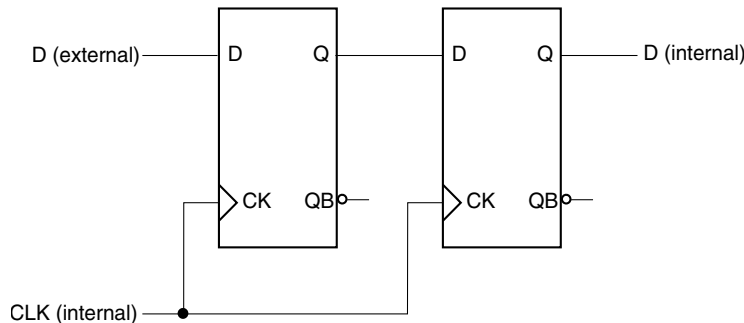 D (external) D Q D Q D (internal)
CK QB CK QB
CLK (internal)